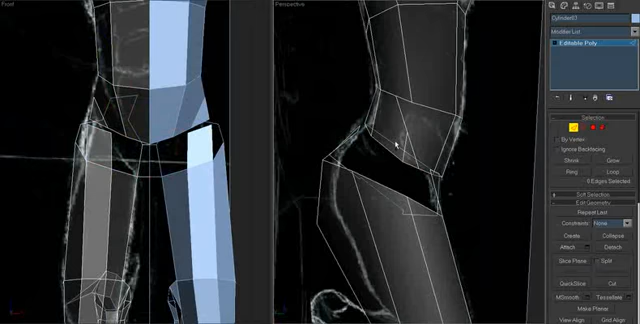 Front
Perspective
Cylinder03
Modifier List
Editable Poly
Selection
By Vertex
Ignore Backfacing
Shrink Grow
Ring Loop
0 Edges Selected
Soft Selection
Edit Geometry
Repeat Last
Constraints: None
Create Collapse
Attach Detach
Slice Plane Split
QuickSlice Cut
MSmooth Tessellate
Make Planar
View Align Grid Align